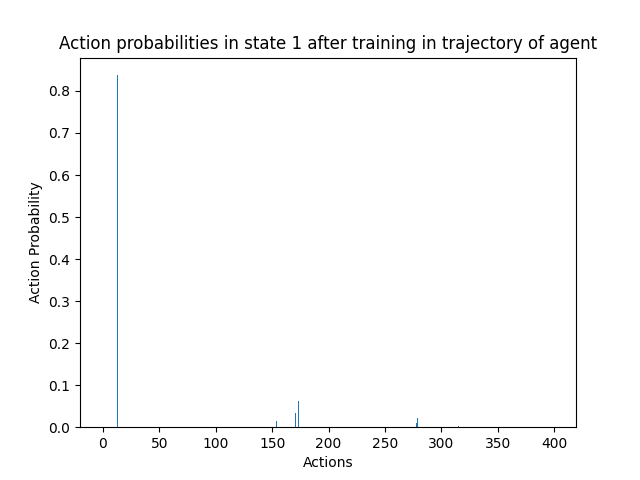 Action probabilities in state 1 after training in trajectory of agent
0.8
0.7
0.6
0.5
0.4
0.3
0.2
0.1
0.0
Action Probability
0 50 100 150 200 250 300 350 400
Actions